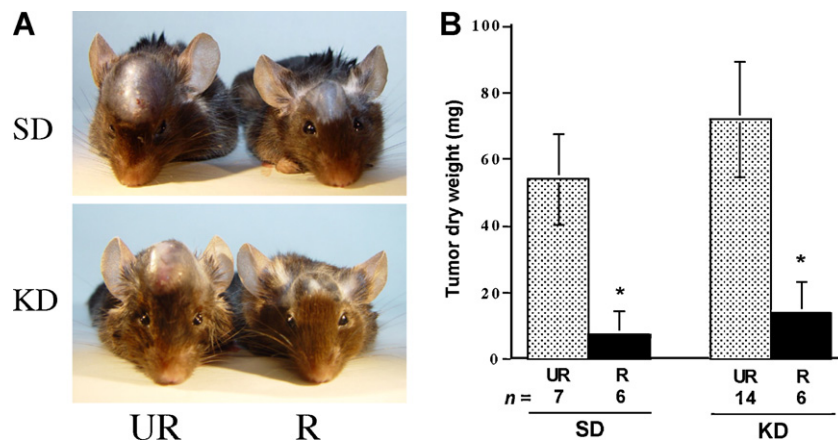 A
SD
KD
UR R
B
Tumor dry weight (mg)
100
80
60
40
20
0
* *
UR R UR R
n = 7 6 14 6
SD KD